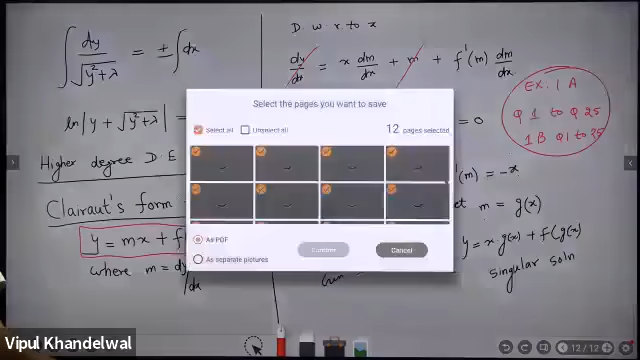 ∫ dy/√(y²+λ) = ± ∫ dx
ln|y + √(y²+λ)|
Higher degree D.E
Clairaut's form
y = mx + f
where m = dy/dx
D. w. r. to x
dy/dx = x dm/dx + m + f'(m) dm/dx
= 0
'(m) = -x
m = g(x)
y = x.g(x) + f(g(x)
singular soln
EX. 1 A
Q 1 to Q 25
1B Q1 to 25
Select the pages you want to save
Select all
Unselect all
12 pages selected
As PDF
As separate pictures
Confirm
Cancel
Vipul Khandelwal
12 / 12